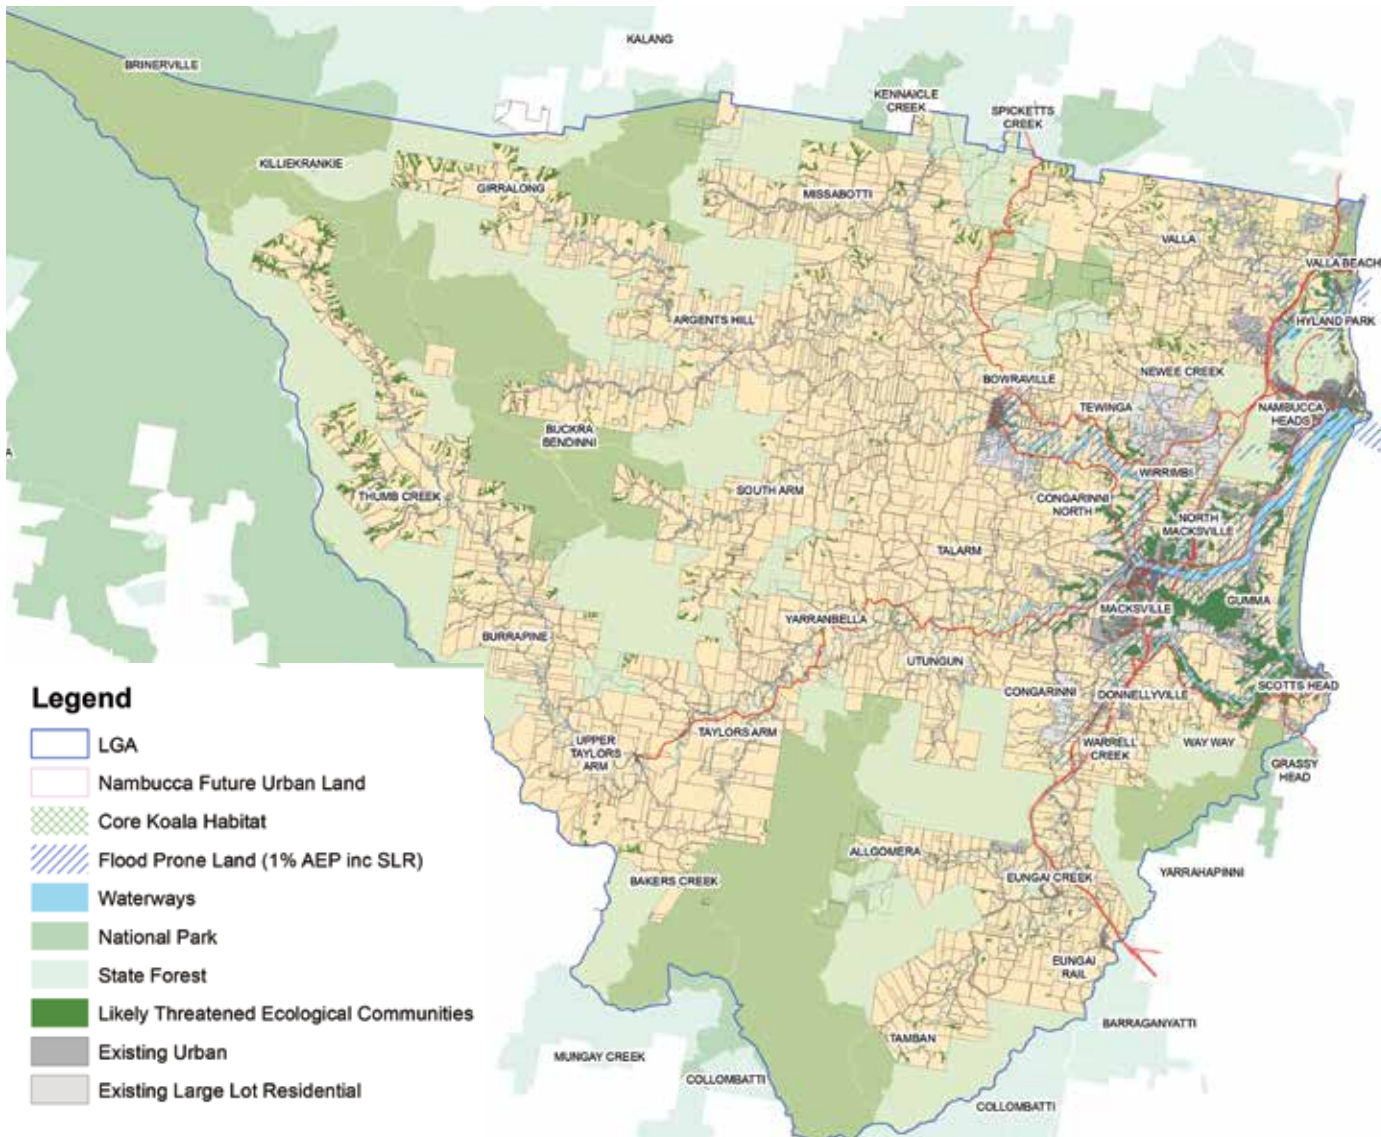 KALANG
BRINERVILLE
KENNAICLE
CREEK
SPICKETTS
CREEK
KILLIEKRANKIE
GIRRALONG
MISSABOTTI
VALLA
VALLA BEACH
ARGENTS HILL
HYLAND PARK
BOWRAVILLE
NEWEE CREEK
TEWINGA
NAMBUCCA
HEADS
BUCKRA
BENDINNI
WIRRIMBI
THUMB CREEK
SOUTH ARM
CONGARINNI
NORTH
NORTH
MACKSVILLE
TALARM
MACKSVILLE
GUMMA
YARRANBELLA
BURRAPINE
UTUNGUN
CONGARINNI
DONNELLYVILLE
SCOTTS HEAD
UPPER
TAYLORS
ARM
TAYLORS ARM
WARRELL
CREEK
WAY WAY
GRASSY
HEAD
ALLGOMERA
BAKERS CREEK
EUNGAI CREEK
YARRAHAPINNI
EUNGAI
RAIL
BARRAGANYATTI
TAMBAN
MUNGAY CREEK
COLLOMBATTI
COLLOMBATTI
Legend
LGA
Nambucca Future Urban Land
Core Koala Habitat
Flood Prone Land (1% AEP inc SLR)
Waterways
National Park
State Forest
Likely Threatened Ecological Communities
Existing Urban
Existing Large Lot Residential